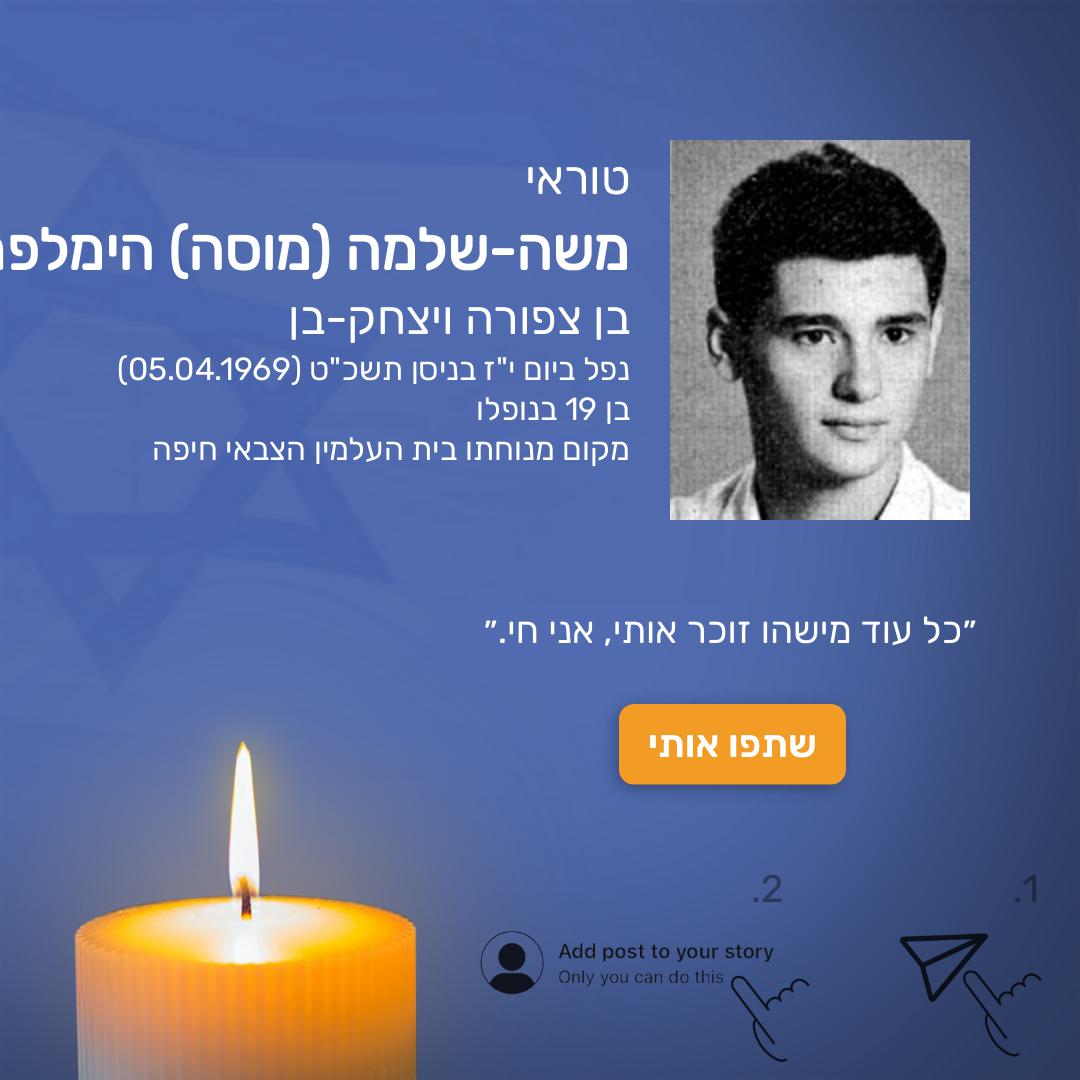 טוראי
משה-שלמה (מוסה)
בן צפורה ויצחק-בן
נפל ביום י"ז בניסן תשכ"ט (05.04.1969)
בן 19 בנופלו
מקום מנוחתו בית העלמין הצבאי חיפה
״כל עוד מישהו זוכר אותי, אני חי.״
שתפו אותי
1.
2.
Add post to your story
Only you can do this